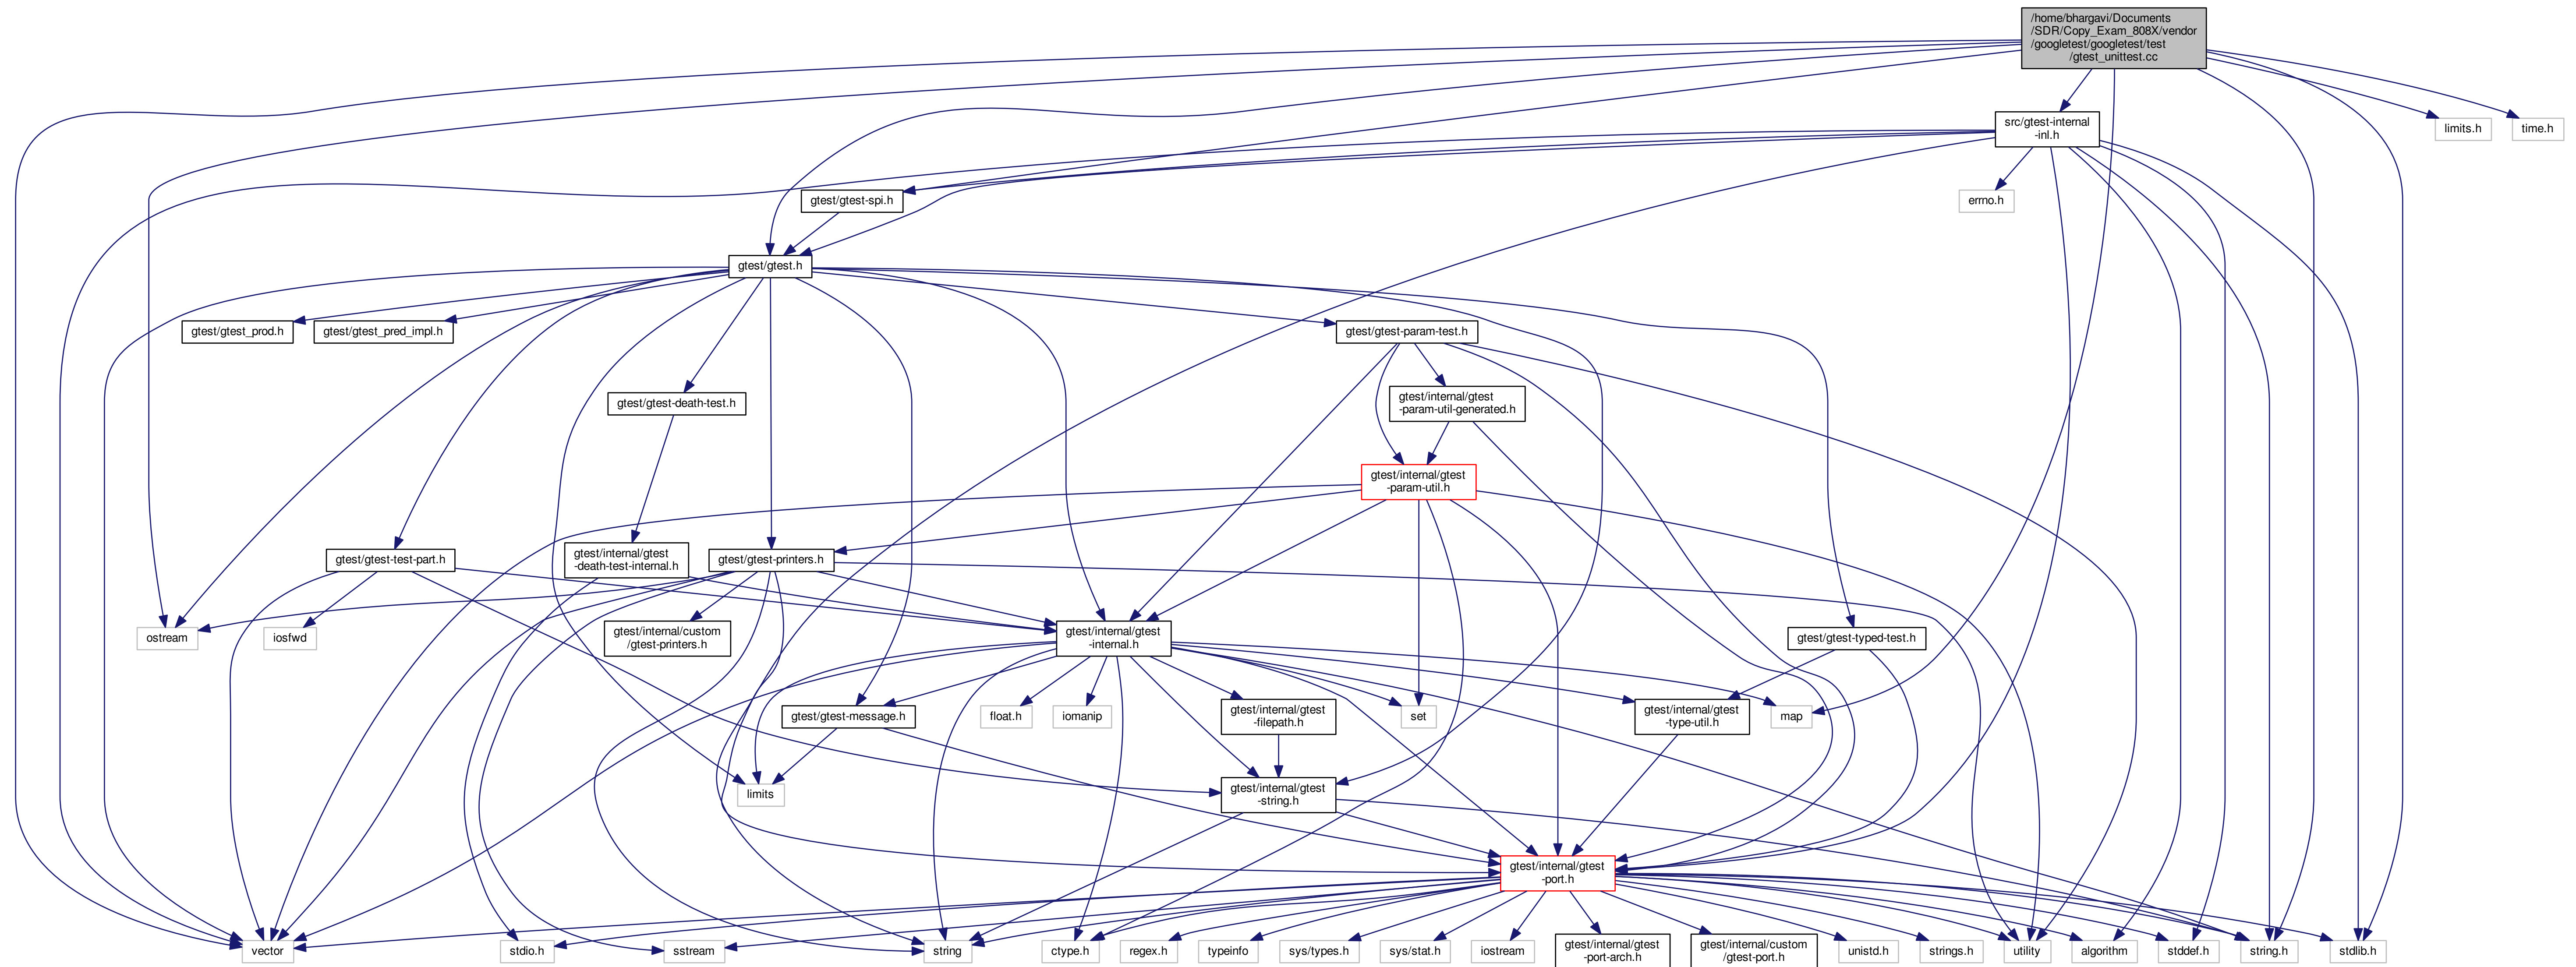 /home/bhargavi/Documents
/SDR/Copy_Exam_808X/vendor
/googletest/googletest/test
/gtest_unittest.cc
src/gtest-internal
-inl.h
limits.h
time.h
gtest/gtest-spi.h
errno.h
gtest/gtest.h
gtest/gtest_prod.h
gtest/gtest_pred_impl.h
gtest/gtest-param-test.h
gtest/gtest-death-test.h
gtest/internal/gtest
-param-util-generated.h
gtest/internal/gtest
-param-util.h
gtest/gtest-test-part.h
gtest/internal/gtest
-death-test-internal.h
gtest/gtest-printers.h
ostream
iosfwd
gtest/internal/custom
/gtest-printers.h
gtest/internal/gtest
-internal.h
gtest/gtest-typed-test.h
gtest/gtest-message.h
float.h
iomanip
gtest/internal/gtest
-filepath.h
set
gtest/internal/gtest
-type-util.h
map
limits
gtest/internal/gtest
-string.h
gtest/internal/gtest
-port.h
vector
stdio.h
sstream
string
ctype.h
regex.h
typeinfo
sys/types.h
sys/stat.h
iostream
gtest/internal/gtest
-port-arch.h
gtest/internal/custom
/gtest-port.h
unistd.h
strings.h
utility
algorithm
stddef.h
string.h
stdlib.h